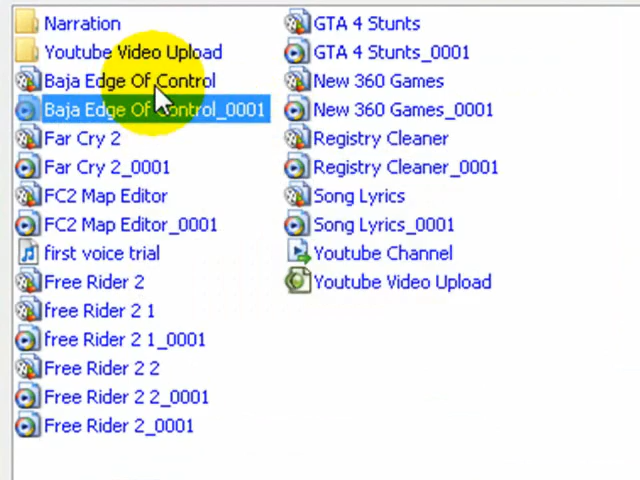 Narration
Youtube Video Upload
Baja Edge Of Control
Baja Edge Of Control_0001
Far Cry 2
Far Cry 2_0001
FC2 Map Editor
FC2 Map Editor_0001
first voice trial
Free Rider 2
free Rider 2 1
free Rider 2 1_0001
Free Rider 2 2
Free Rider 2 2_0001
Free Rider 2_0001
GTA 4 Stunts
GTA 4 Stunts_0001
New 360 Games
New 360 Games_0001
Registry Cleaner
Registry Cleaner_0001
Song Lyrics
Song Lyrics_0001
Youtube Channel
Youtube Video Upload